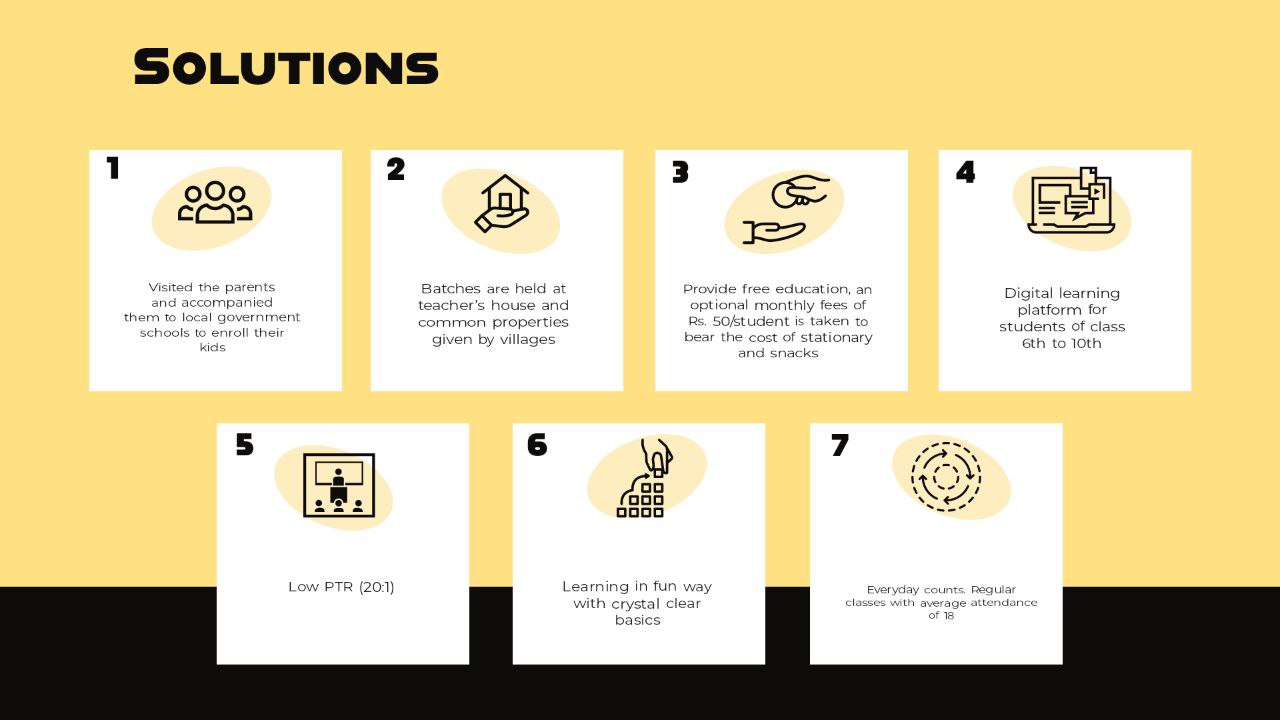 SOLUTIONS
1
Visited the parents
and accompanied
them to local government
schools to enroll their
kids
2
Batches are held at
teacher's house and
common properties
given by villages
3
Provide free education, an
optional monthly fees of
Rs. 50/student is taken to
bear the cost of stationary
and snacks
4
Digital learning
platform for
students of class
6th to 10th
5
Low PTR (20:1)
6
Learning in fun way
with crystal clear
basics
7
Everyday counts. Regular
classes with average attendance
of 18